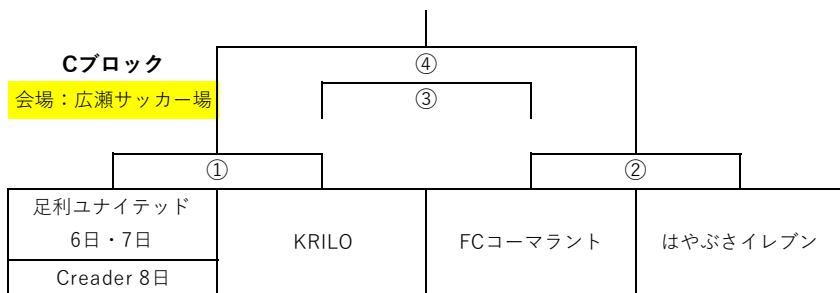 Cブロック
④
会場：広瀬サッカー場
③
①
②
足利ユナイテッド
6日・7日
Creader 8日
KRILO
FCコーマラント
はやぶさイレブン